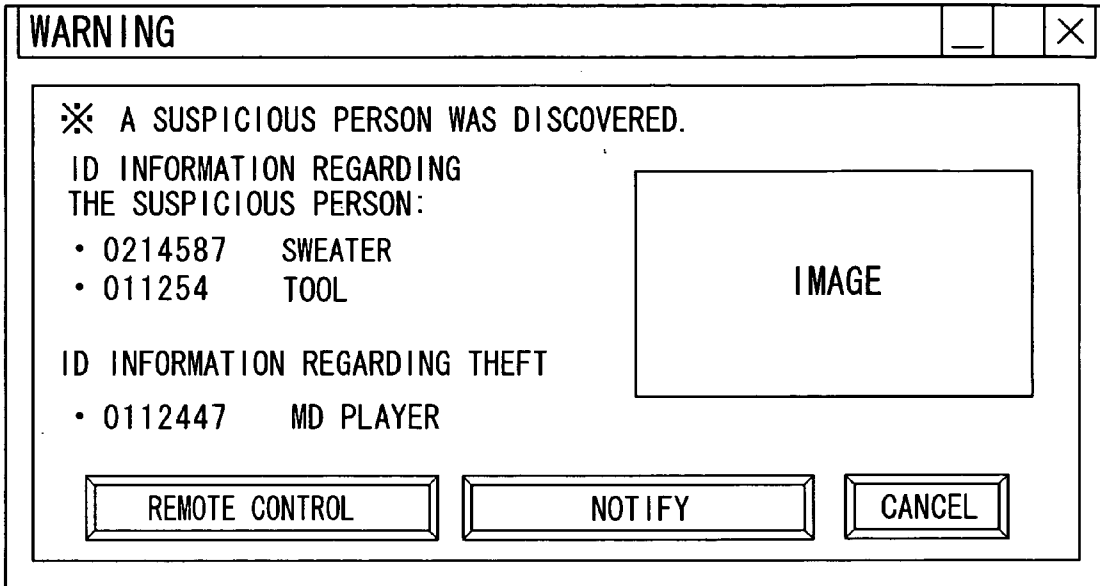 WARNING
※ A SUSPICIOUS PERSON WAS DISCOVERED.
ID INFORMATION REGARDING
THE SUSPICIOUS PERSON:
・0214587 SWEATER
・011254 TOOL
IMAGE
ID INFORMATION REGARDING THEFT
・0112447 MD PLAYER
REMOTE CONTROL NOTIFY CANCEL